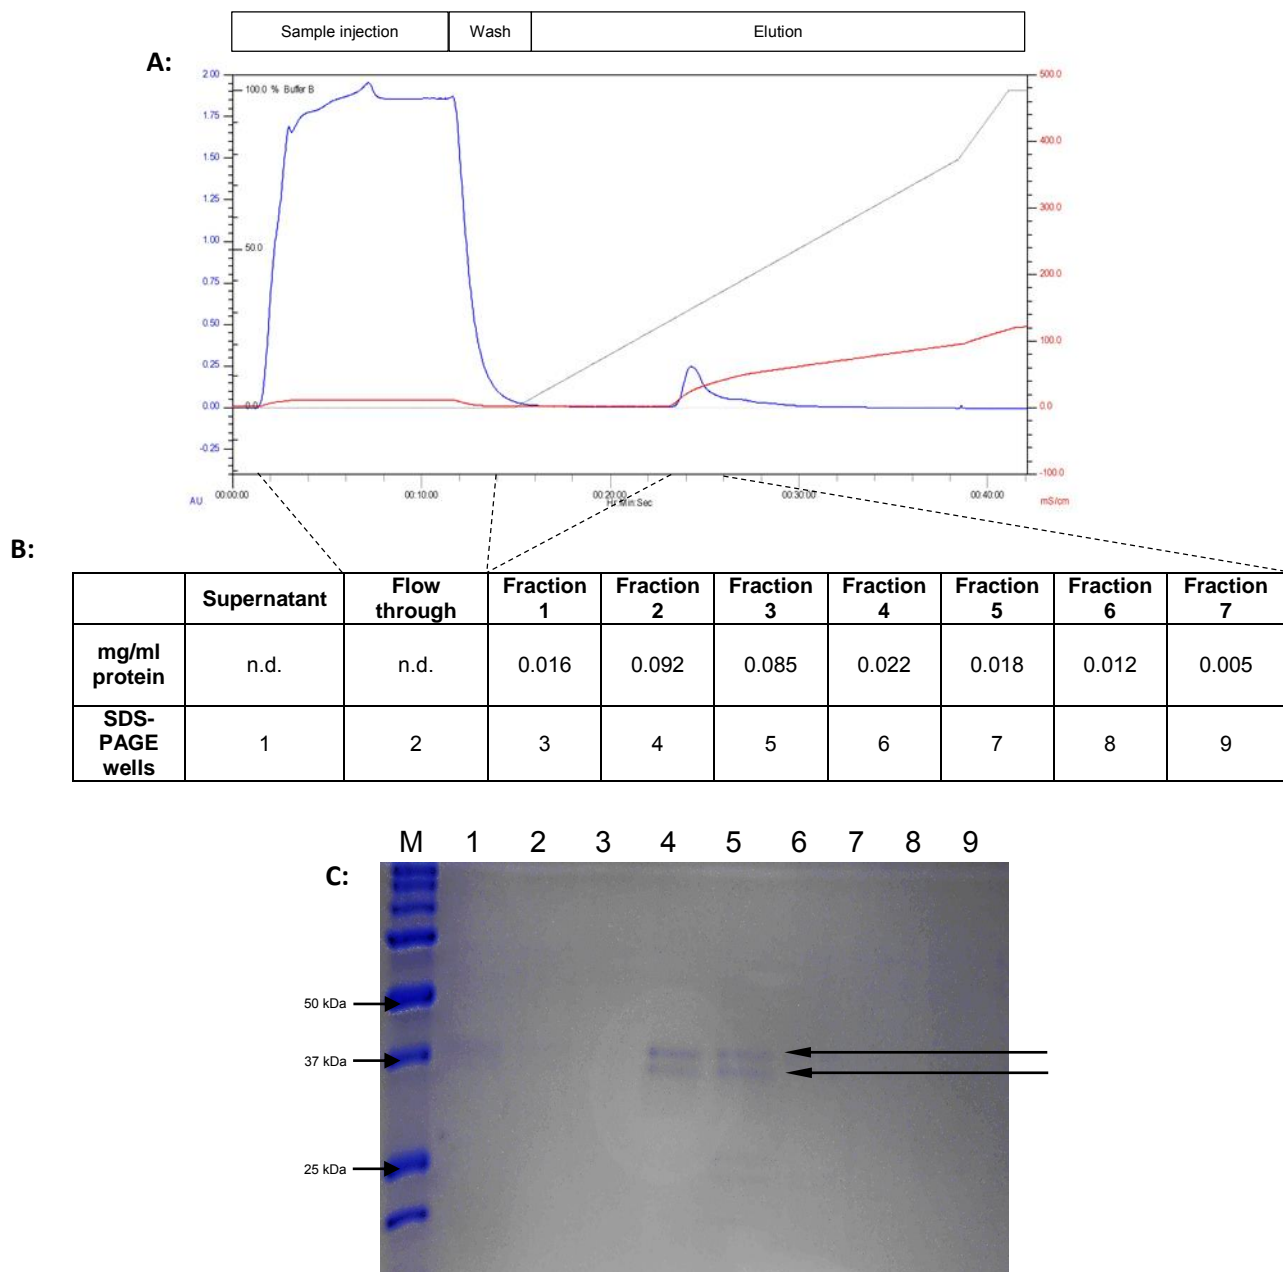 Sample injection Wash Elution
A:
2.00 500.0
100.0 % Buffer B
1.75 400.0
1.50
300.0
1.25
1.00 50.0
200.0
0.75
0.50
100.0
0.25
0.00 0.0 0.0
-0.25
-100.0
AU 00:00:00 00:10:00 00:20:00 00:30:00 00:40:00 mS/cm
Hr:Min:Sec
B:
Supernatant Flow through Fraction 1 Fraction 2 Fraction 3 Fraction 4 Fraction 5 Fraction 6 Fraction 7
mg/ml protein n.d. n.d. 0.016 0.092 0.085 0.022 0.018 0.012 0.005
SDS-PAGE wells 1 2 3 4 5 6 7 8 9
M 1 2 3 4 5 6 7 8 9
C:
50 kDa
37 kDa
25 kDa